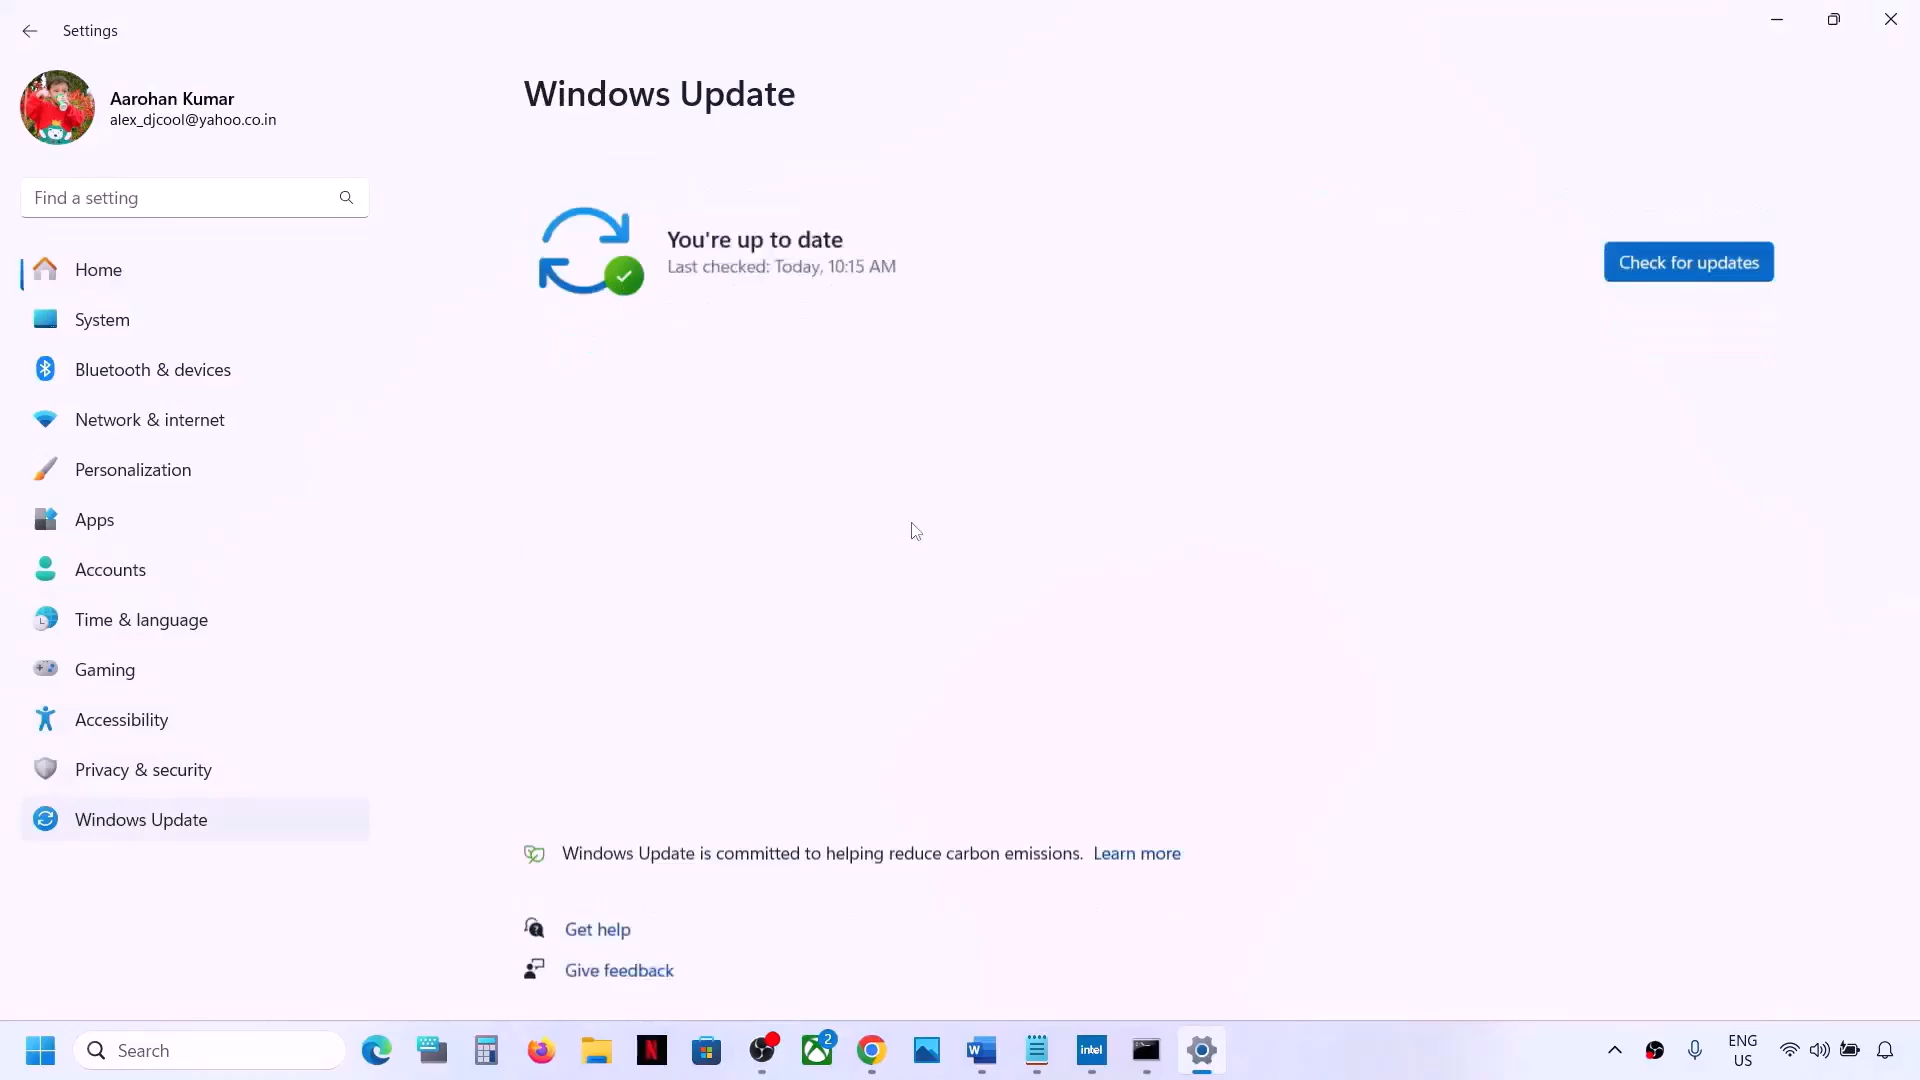 Settings
Aarohan Kumar
alex_djcool@yahoo.co.in
Find a setting
Home
System
Bluetooth & devices
Network & internet
Personalization
Apps
Accounts
Time & language
Gaming
Accessibility
Privacy & security
Windows Update
Windows Update
You're up to date
Last checked: Today, 10:15 AM
Check for updates
Windows Update is committed to helping reduce carbon emissions. Learn more
Get help
Give feedback
Search
N
2
W
intel
ENG
US